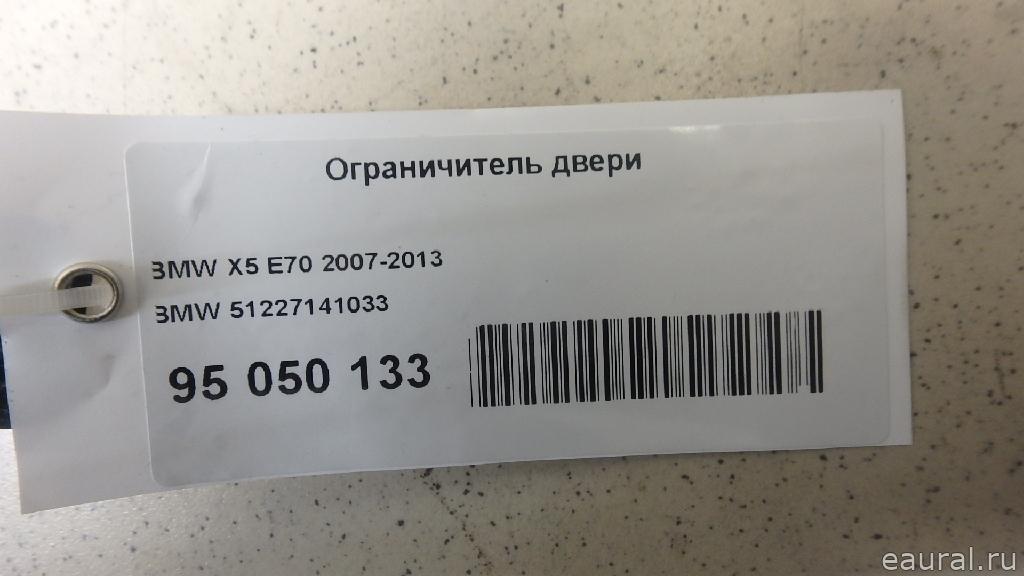 Ограничитель двери
BMW X5 E70 2007-2013
BMW 51227141033
95 050 133
eaural.ru